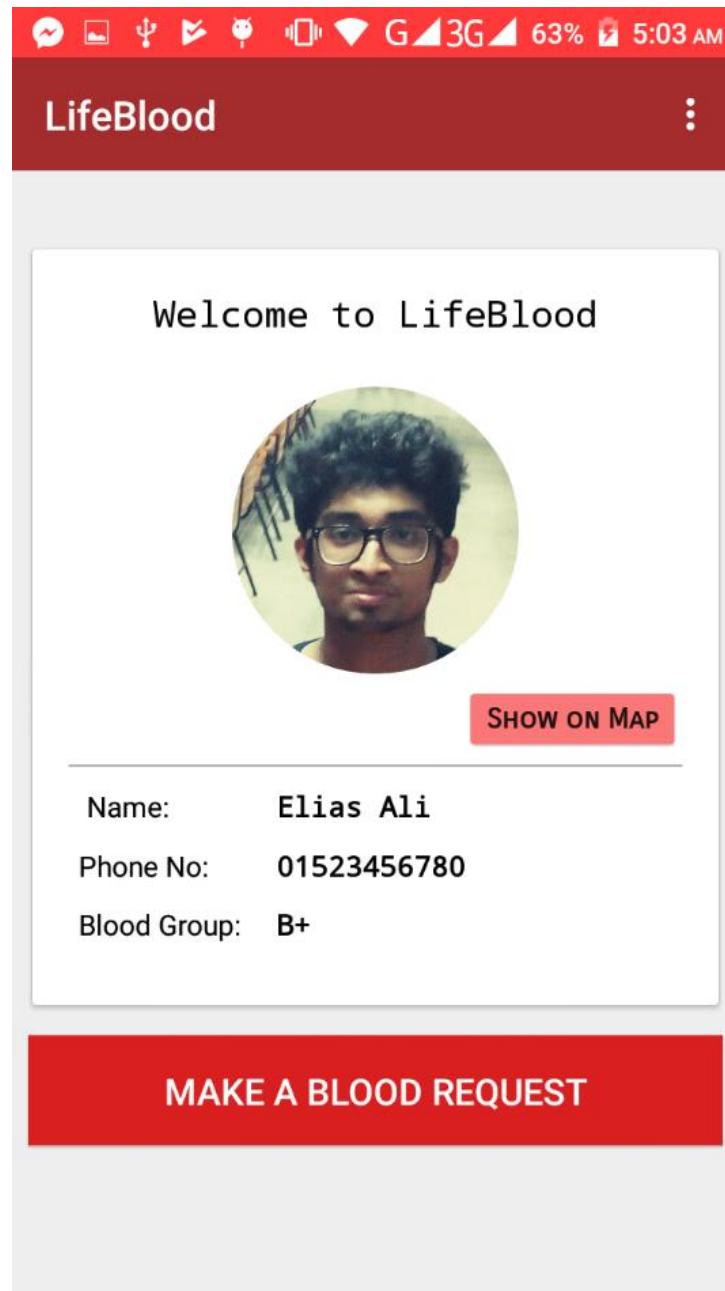 G 3G 63% 5:03 AM
LifeBlood
Welcome to LifeBlood
Show on Map
Name: Elias Ali
Phone No: 01523456780
Blood Group: B+
MAKE A BLOOD REQUEST